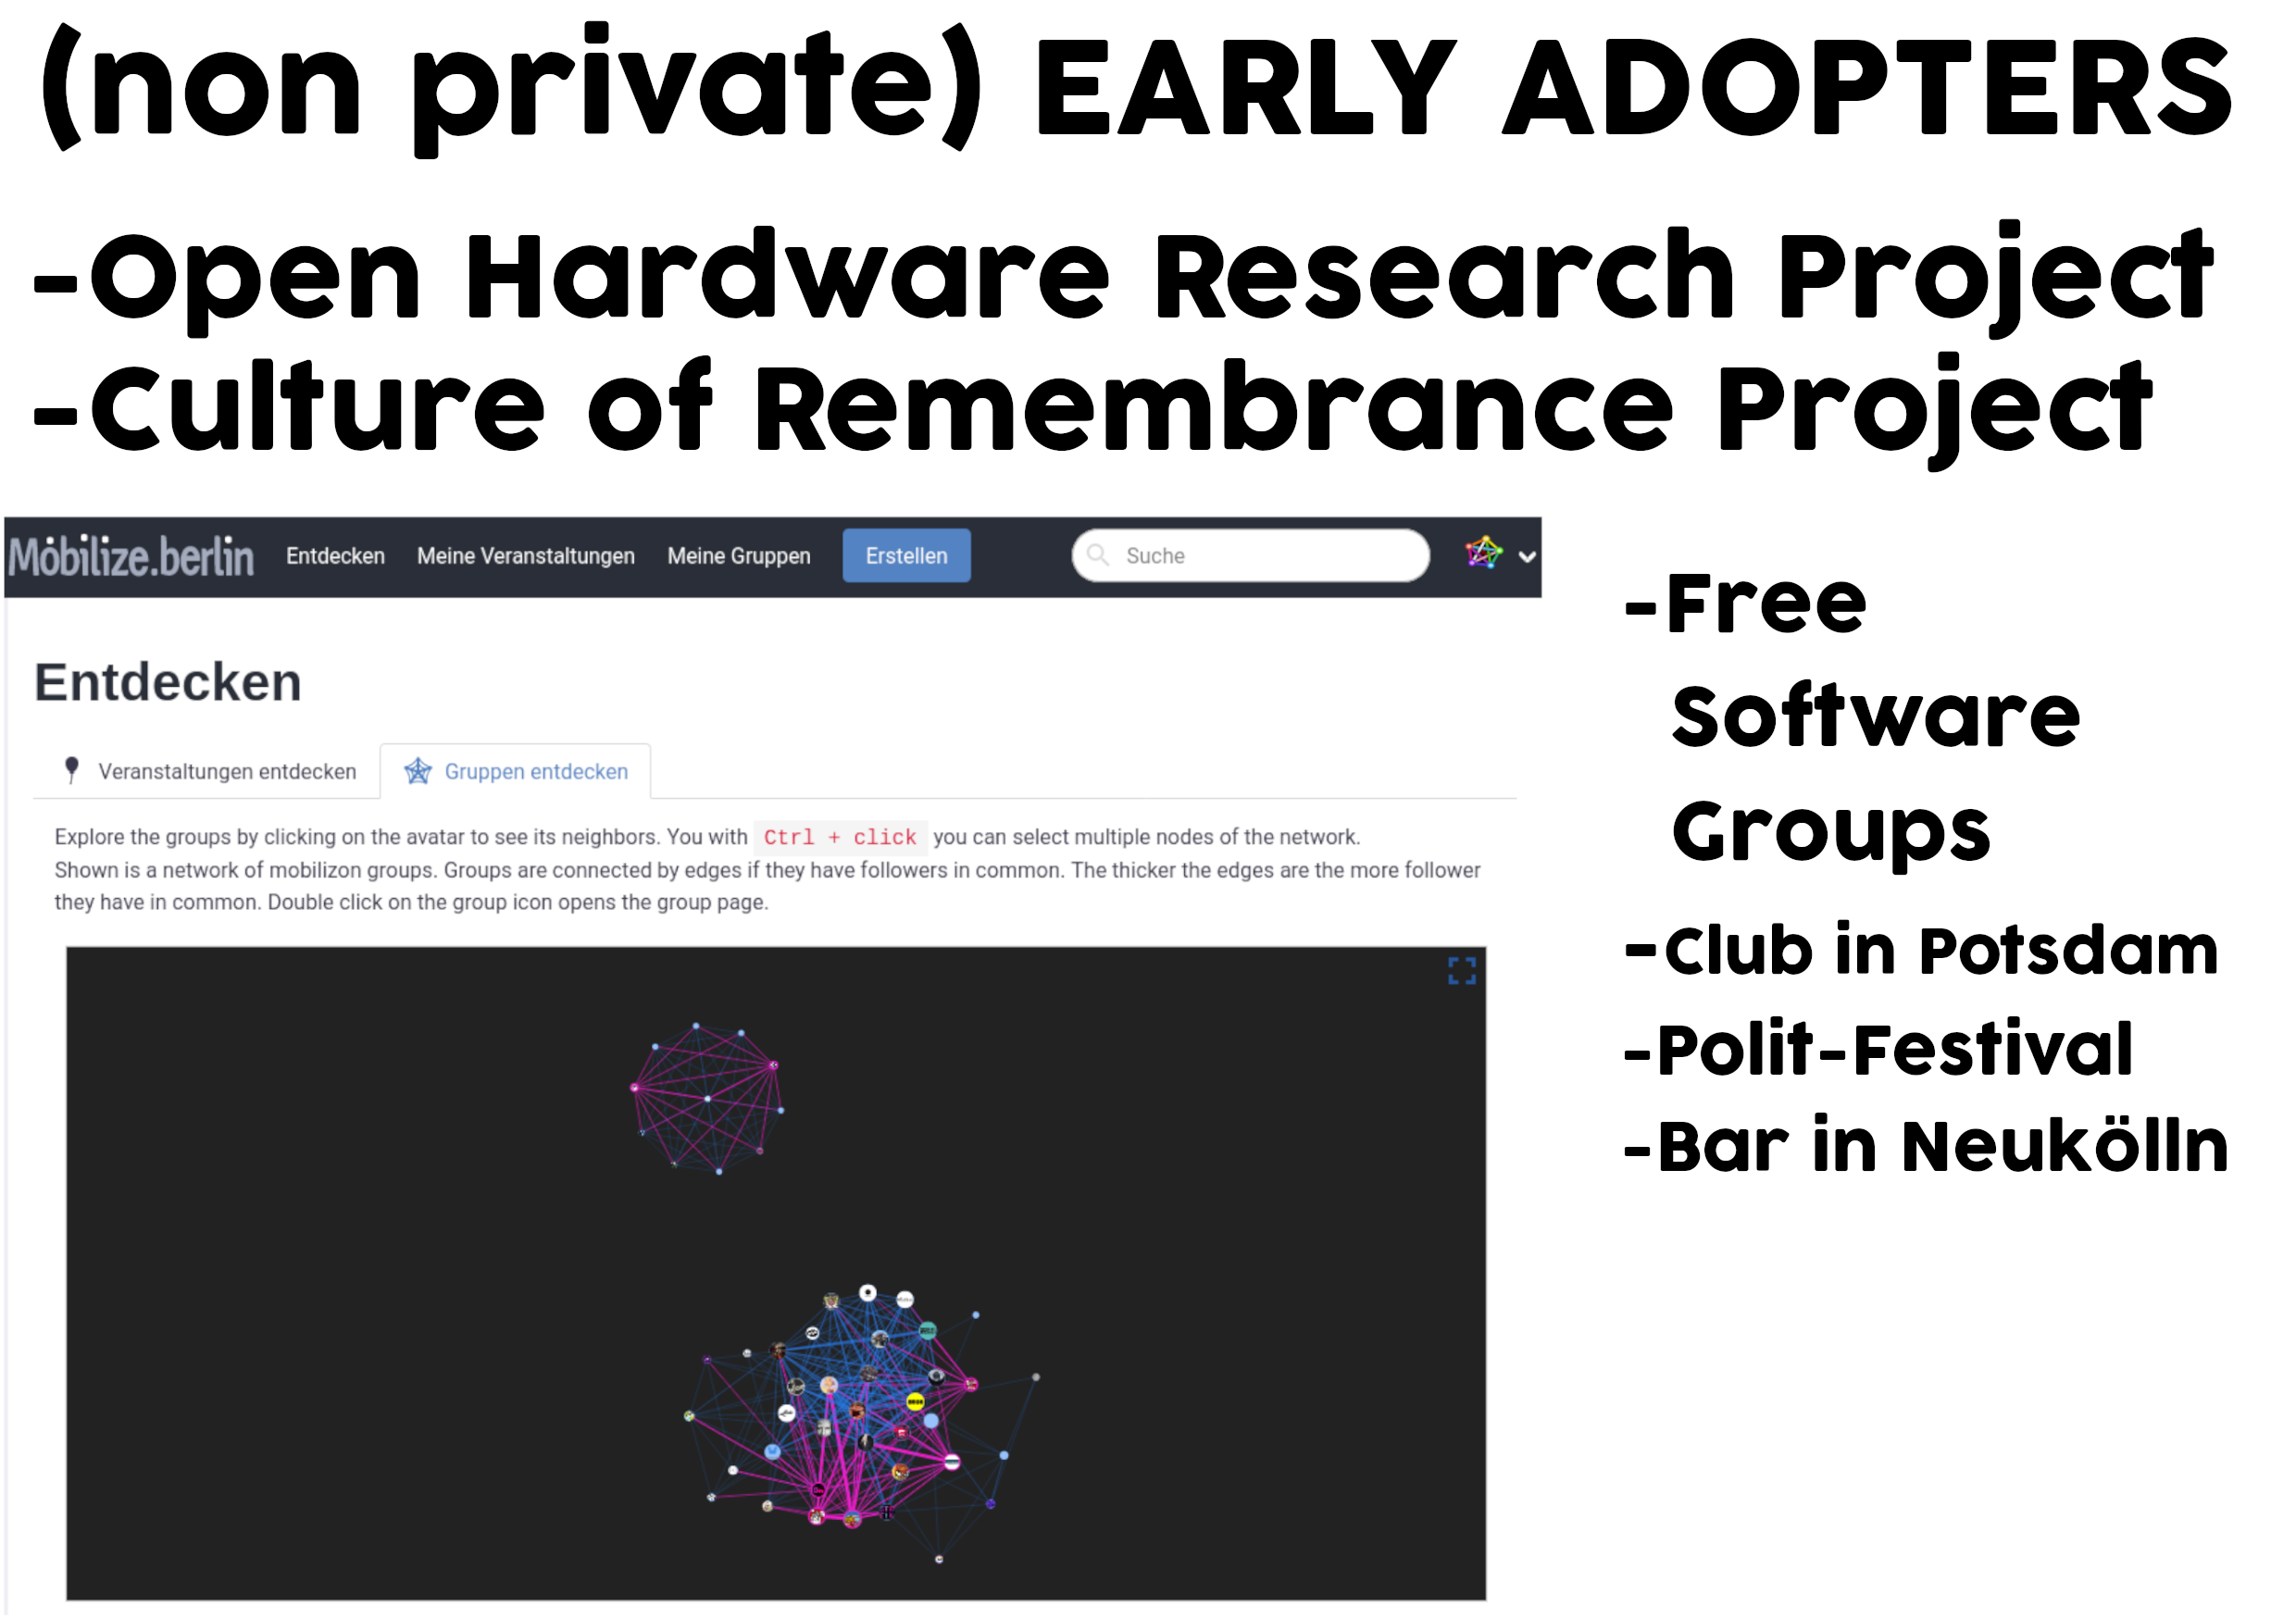 (non private) EARLY ADOPTERS
-Open Hardware Research Project
-Culture of Remembrance Project
Mobilize.berlin Entdecken Meine Veranstaltungen Meine Gruppen Erstellen Suche
Entdecken
Veranstaltungen entdecken Gruppen entdecken
Explore the groups by clicking on the avatar to see its neighbors. You with Ctrl + click you can select multiple nodes of the network.
Shown is a network of mobilizon groups. Groups are connected by edges if they have followers in common. The thicker the edges are the more follower
they have in common. Double click on the group icon opens the group page.
-Free
Software
Groups
-Club in Potsdam
-Polit-Festival
-Bar in Neukölln